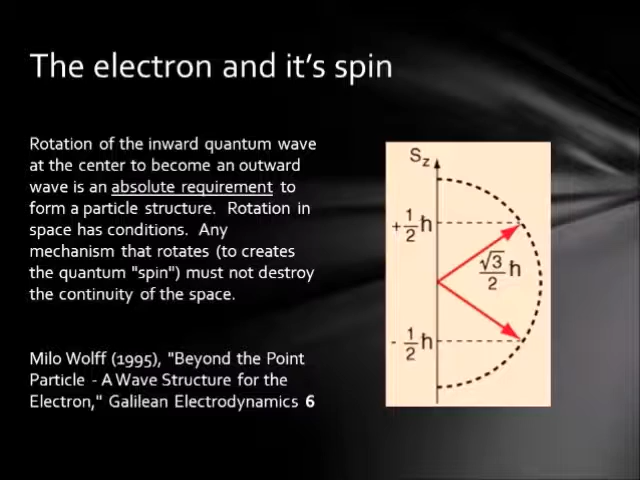 The electron and it's spin
Rotation of the inward quantum wave
at the center to become an outward
wave is an absolute requirement to
form a particle structure.  Rotation in
space has conditions.  Any
mechanism that rotates (to creates
the quantum "spin") must not destroy
the continuity of the space.
Milo Wolff (1995), "Beyond the Point
Particle - A Wave Structure for the
Electron," Galilean Electrodynamics 6
S_z
+ 1/2 ħ
√3/2 ħ
- 1/2 ħ